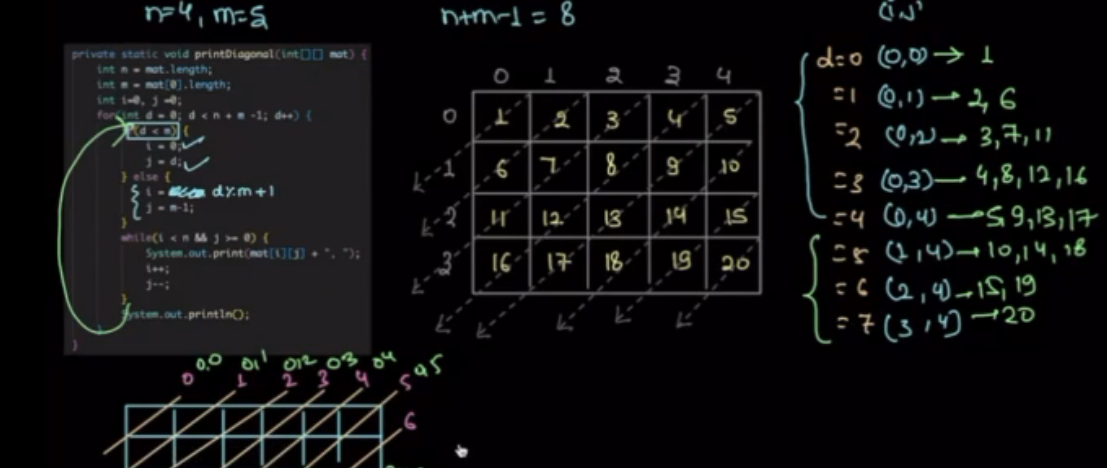 n=4, m=5
n+m-1 = 8
(i,j)
private static void printDiagonal(int[][] mat) {
int n = mat.length;
int m = mat[0].length;
int i=0, j =0;
for(int d = 0; d < n + m -1; d++) {
(d < m) {
i = 0;
j = d;
} else {
i = d%m+1
j = m-1;
}
while(i < n && j >= 0) {
System.out.print(mat[i][j] + ", ");
i++;
j--;
}
System.out.println();
}
}
0 1 2 3 4
0 1 2 3 4 5
1 6 7 8 9 10
2 11 12 13 14 15
3 16 17 18 19 20
d=0 (0,0) → 1
=1 (0,1) → 2,6
=2 (0,2) → 3,7,11
=3 (0,3) → 4,8,12,16
=4 (0,4) → 5,9,13,17
=5 (1,4) → 10,14,18
=6 (2,4) → 15,19
=7 (3,4) → 20
0,0 0,1 0,2 0,3 0,4 0,5
0 1 2 3 4 5
6